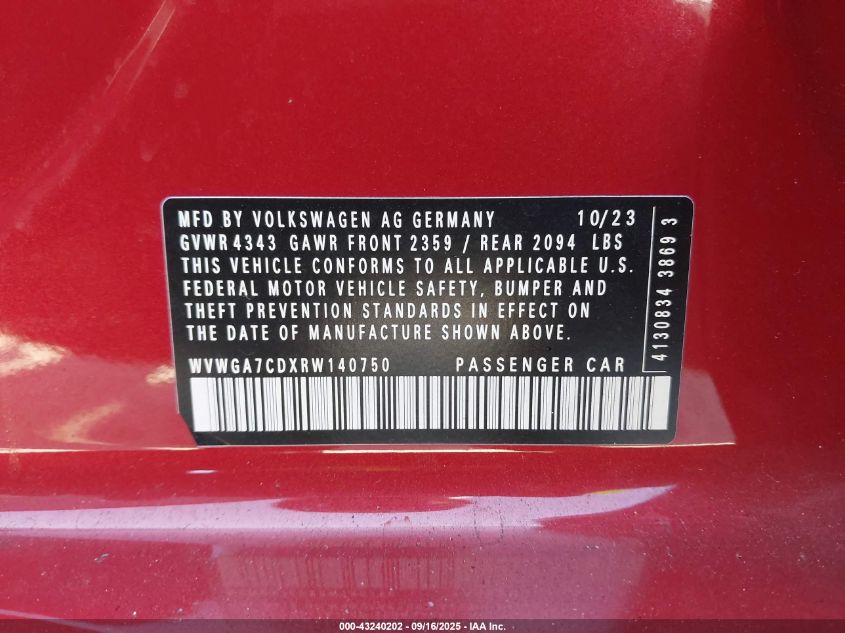 MFD BY VOLKSWAGEN AG GERMANY 10/23
GVWR 4343 GAWR FRONT 2359 / REAR 2094 LBS
THIS VEHICLE CONFORMS TO ALL APPLICABLE U.S.
FEDERAL MOTOR VEHICLE SAFETY, BUMPER AND
THEFT PREVENTION STANDARDS IN EFFECT ON
THE DATE OF MANUFACTURE SHOWN ABOVE.
WVWGA7CDXRW140750 PASSENGER CAR
4130834 3869 3
000-43240202 - 09/16/2025 - IAA Inc.